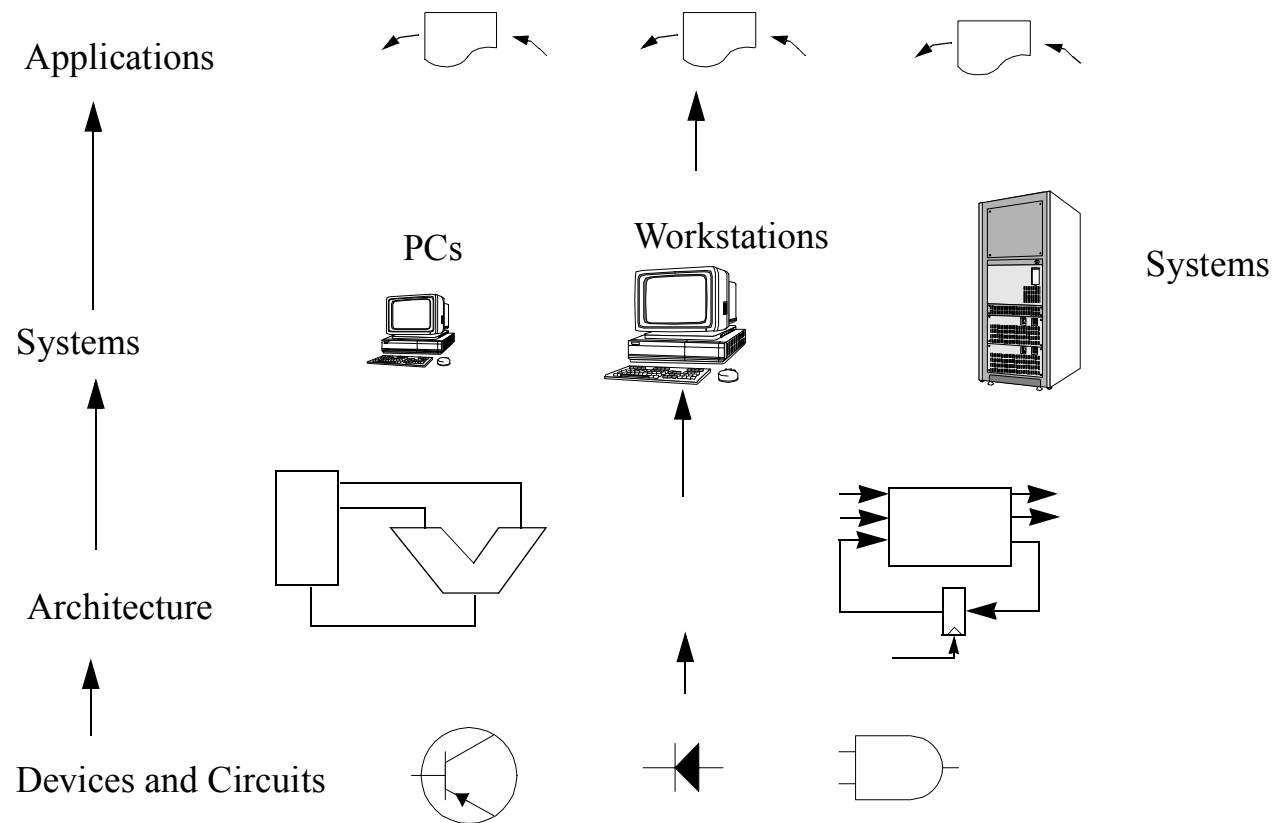 Applications
PCs
Workstations
Systems
Systems
Architecture
Devices and Circuits